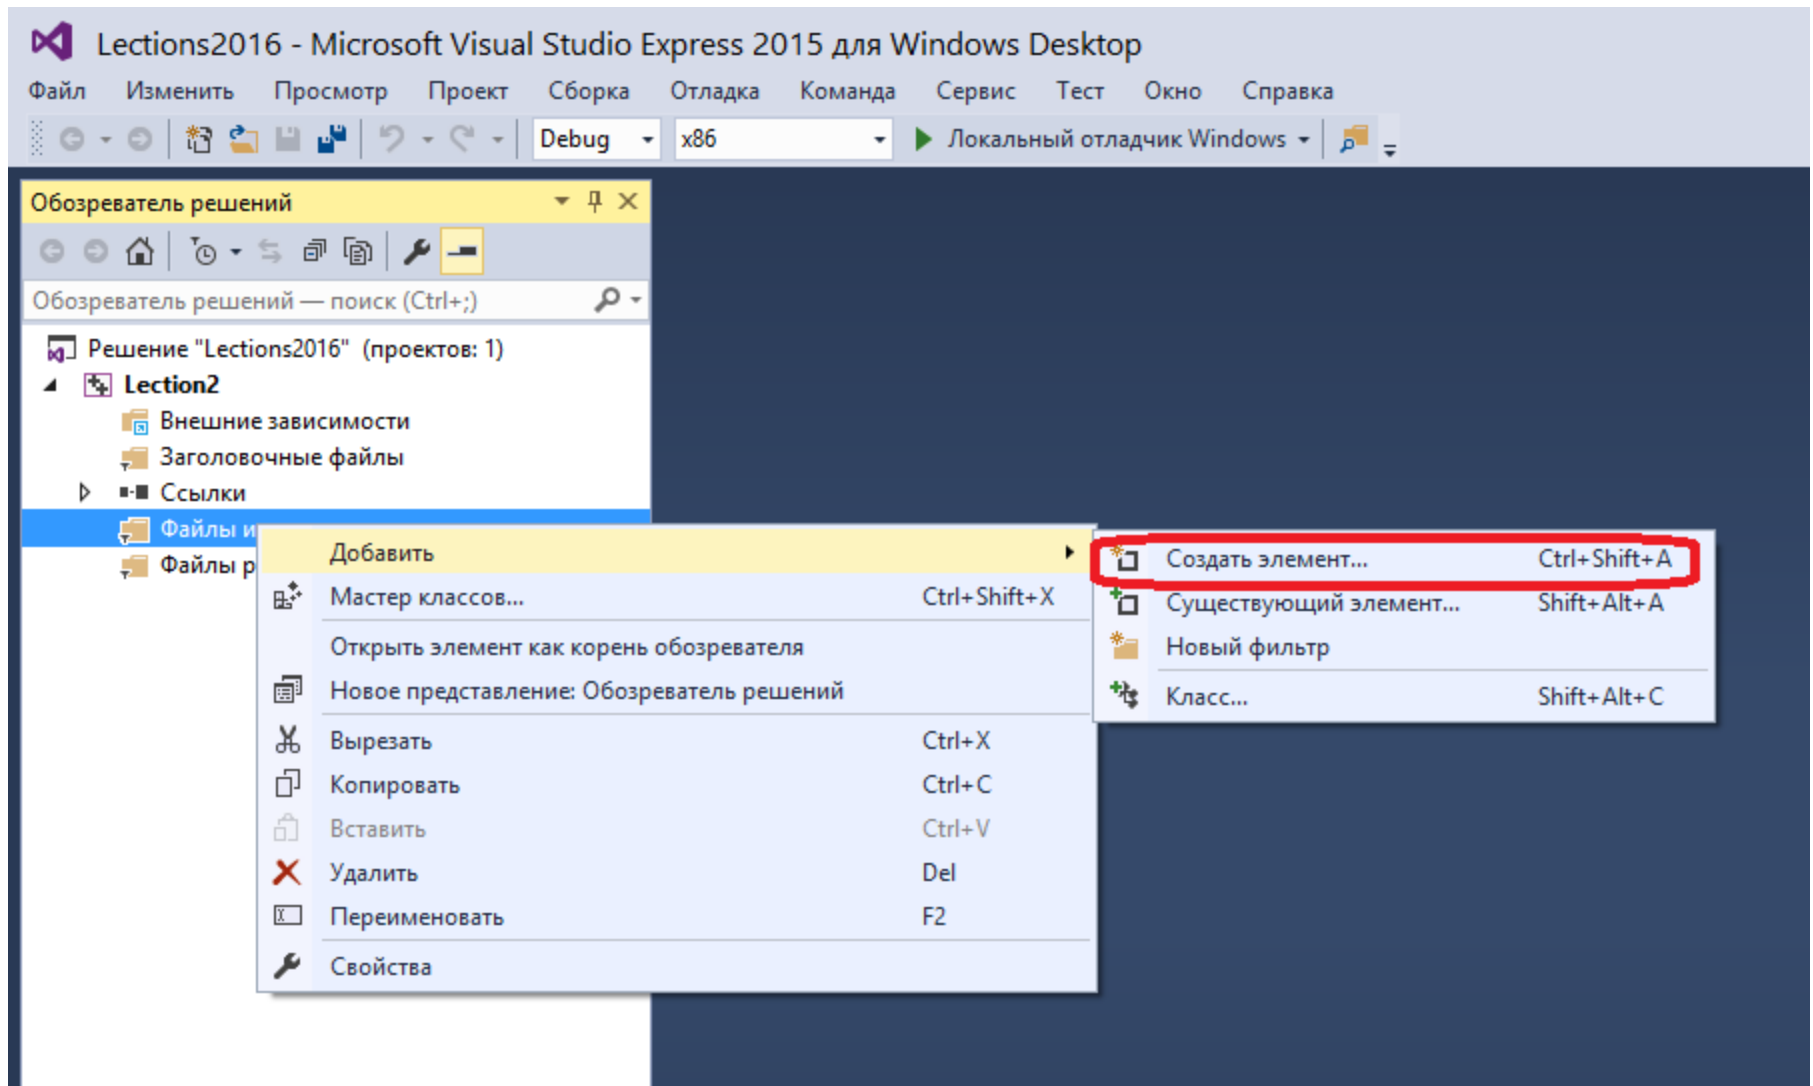 Lections2016 - Microsoft Visual Studio Express 2015 для Windows Desktop
Файл Изменить Просмотр Проект Сборка Отладка Команда Сервис Тест Окно Справка
Debug x86 Локальный отладчик Windows
Обозреватель решений
Обозреватель решений — поиск (Ctrl+;)
Решение "Lections2016" (проектов: 1)
Lection2
Внешние зависимости
Заголовочные файлы
Ссылки
Файлы и
Файлы р
Добавить
Мастер классов... Ctrl+Shift+X
Открыть элемент как корень обозревателя
Новое представление: Обозреватель решений
Вырезать Ctrl+X
Копировать Ctrl+C
Вставить Ctrl+V
Удалить Del
Переименовать F2
Свойства
Создать элемент... Ctrl+Shift+A
Существующий элемент... Shift+Alt+A
Новый фильтр
Класс... Shift+Alt+C